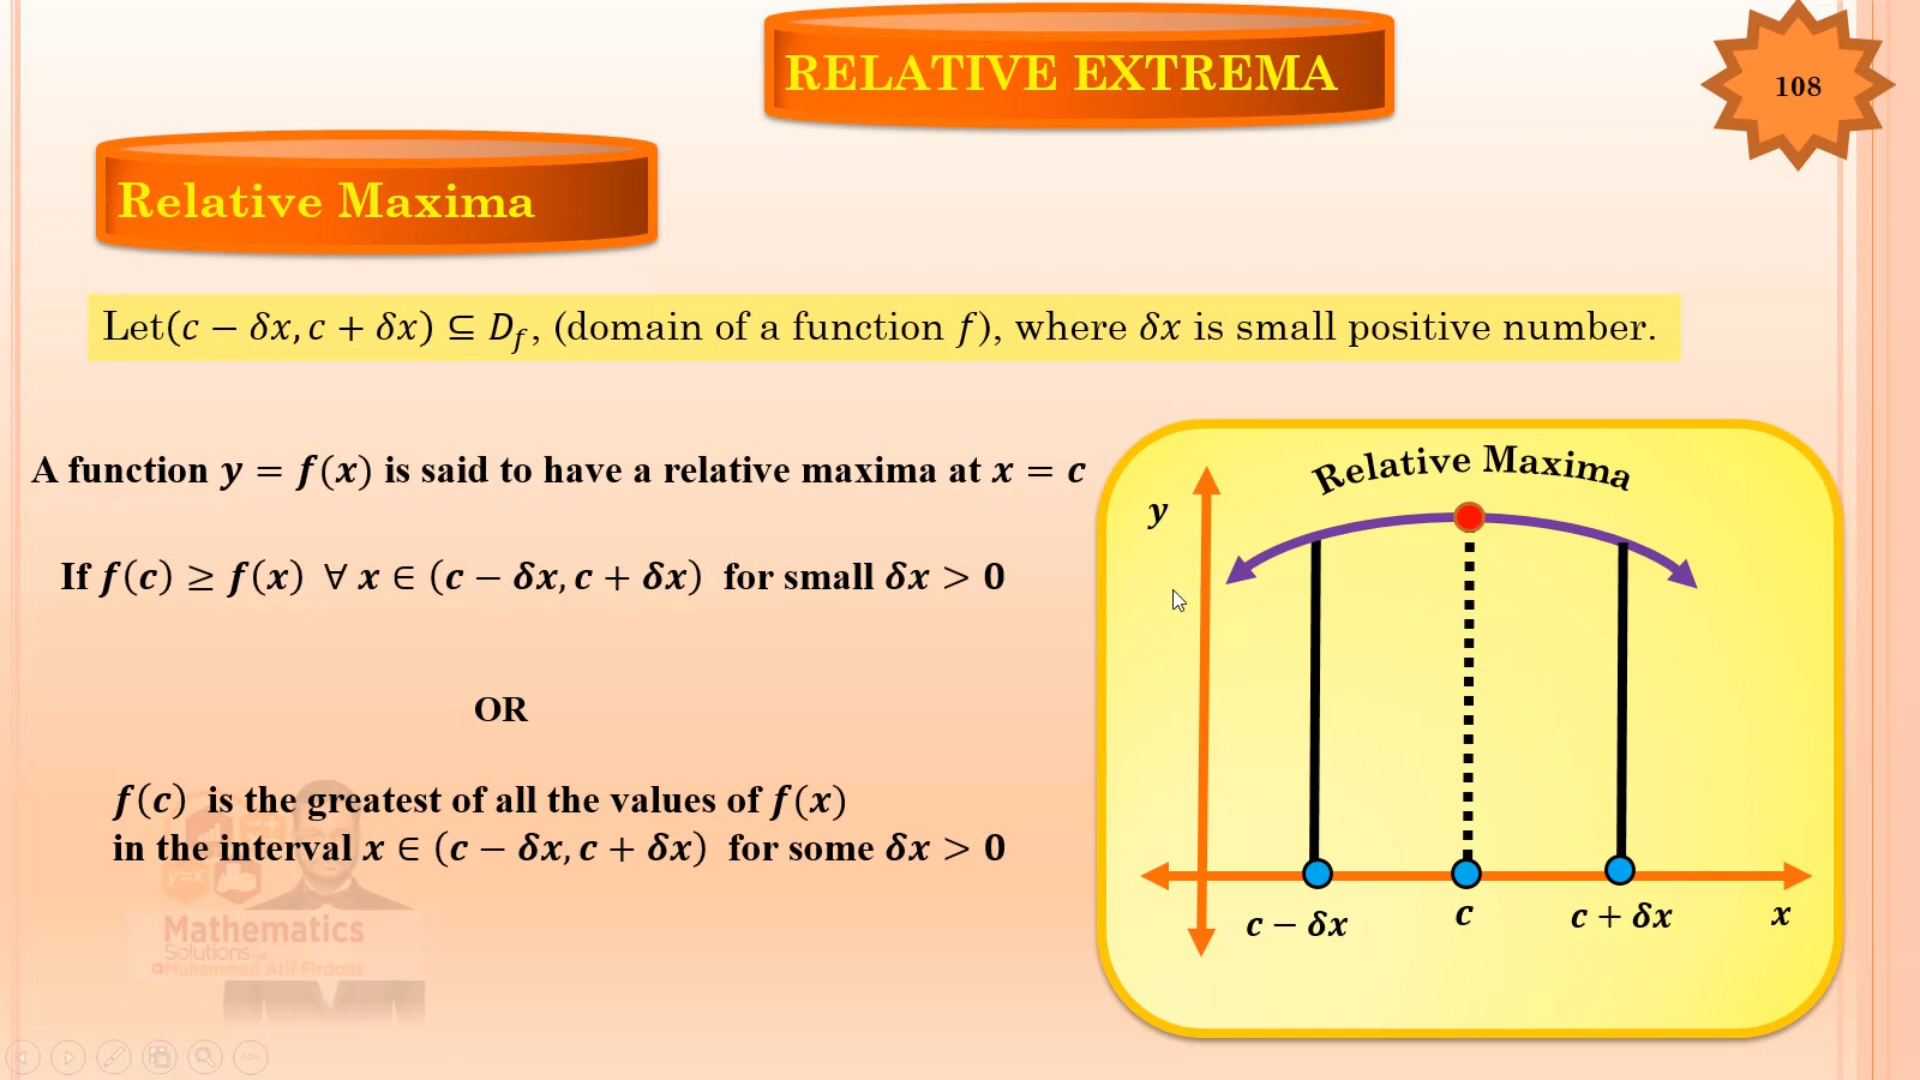 RELATIVE EXTREMA
108
Relative Maxima
Let(c − δx, c + δx) ⊆ D_f, (domain of a function f), where δx is small positive number.
A function y = f(x) is said to have a relative maxima at x = c
If f(c) ≥ f(x) ∀ x ∈ (c − δx, c + δx) for small δx > 0
OR
f(c) is the greatest of all the values of f(x)
in the interval x ∈ (c − δx, c + δx) for some δx > 0
Relative Maxima
y
c − δx
c
c + δx
x
y=x
Mathematics
Solutions
Muhammad Atif Firdous